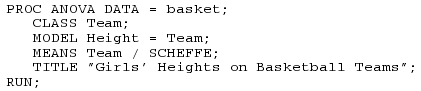 PROC ANOVA DATA = basket;
CLASS Team;
MODEL Height = Team;
MEANS Team / SCHEFFE;
TITLE "Girls' Heights on Basketball Teams";
RUN;